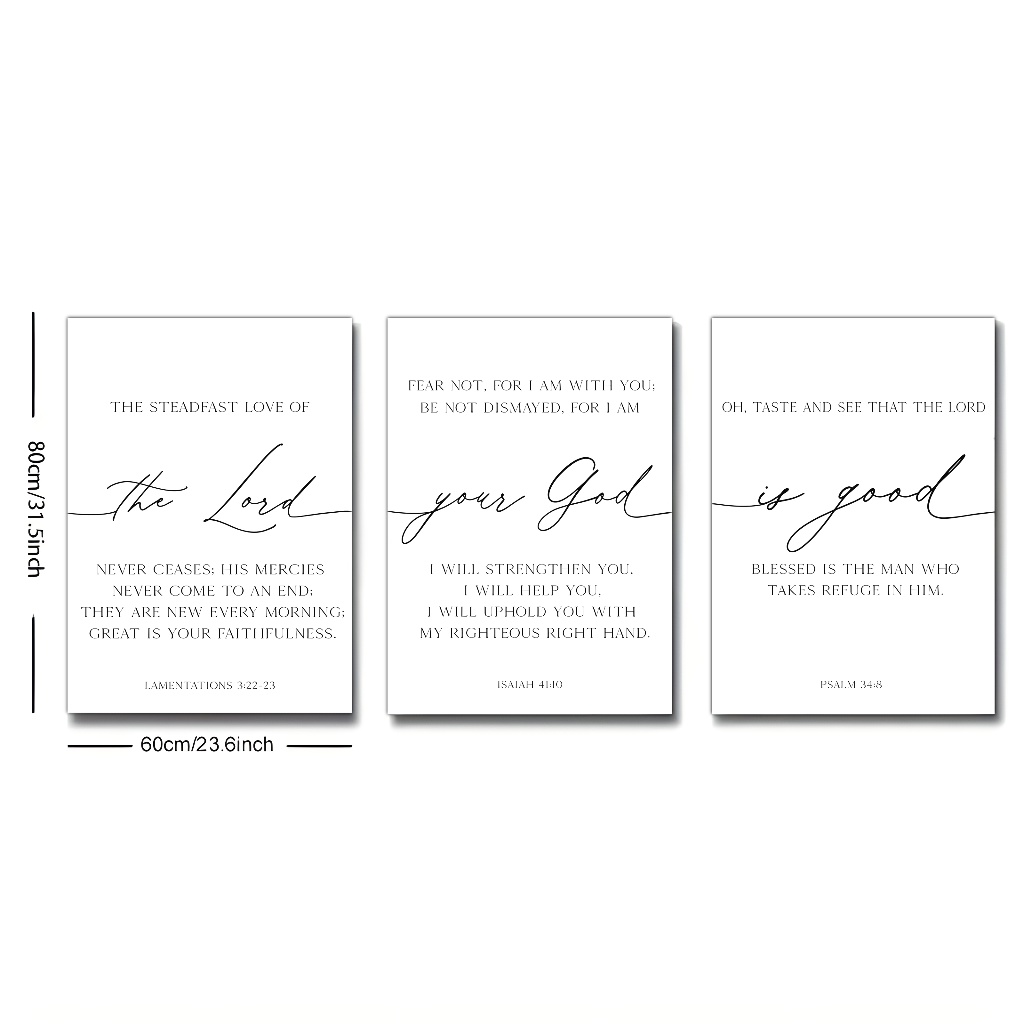 THE STEADFAST LOVE OF
the Lord
NEVER CEASES; HIS MERCIES
NEVER COME TO AN END;
THEY ARE NEW EVERY MORNING;
GREAT IS YOUR FAITHFULNESS.
LAMENTATIONS 3:22-23
FEAR NOT, FOR I AM WITH YOU;
BE NOT DISMAYED, FOR I AM
your God
I WILL STRENGTHEN YOU,
I WILL HELP YOU,
I WILL UPHOLD YOU WITH
MY RIGHTEOUS RIGHT HAND.
ISAIAH 41:10
OH, TASTE AND SEE THAT THE LORD
is good
BLESSED IS THE MAN WHO
TAKES REFUGE IN HIM.
PSALM 34:8
80cm/31.5inch
60cm/23.6inch